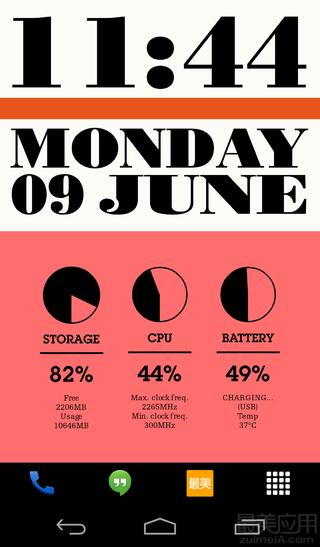 11:44
MONDAY
09 JUNE
STORAGE
82%
Free
2206MB
Usage
10646MB
CPU
44%
Max. clock freq.
2265MHz
Min. clock freq.
300MHz
BATTERY
49%
CHARGING...
(USB)
Temp
37°C
最美
最美应用
zuimeiA.com